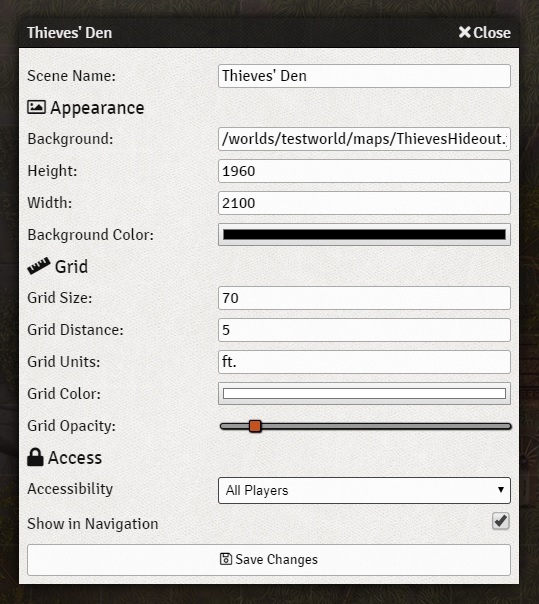 Thieves' Den
Close
Scene Name: Thieves' Den
Appearance
Background: /worlds/testworld/maps/ThievesHideout.
Height: 1960
Width: 2100
Background Color:
Grid
Grid Size: 70
Grid Distance: 5
Grid Units: ft.
Grid Color:
Grid Opacity:
Access
Accessibility All Players
Show in Navigation
Save Changes